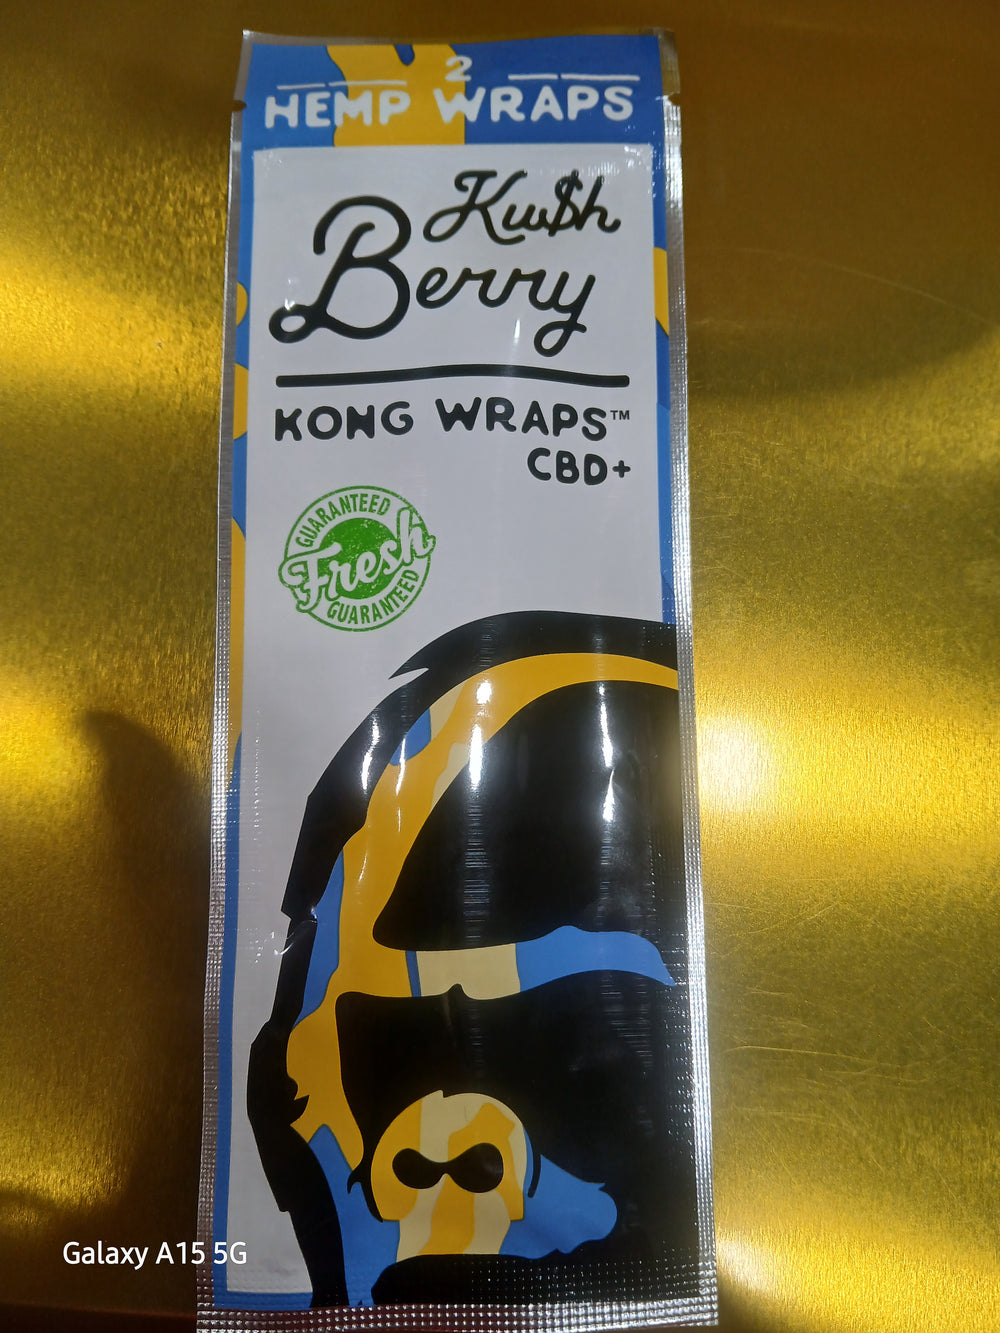 2
HEMP WRAPS
Ku$h
Berry
KONG WRAPS™
CBD+
GUARANTEED
Fresh
GUARANTEED
Galaxy A15 5G